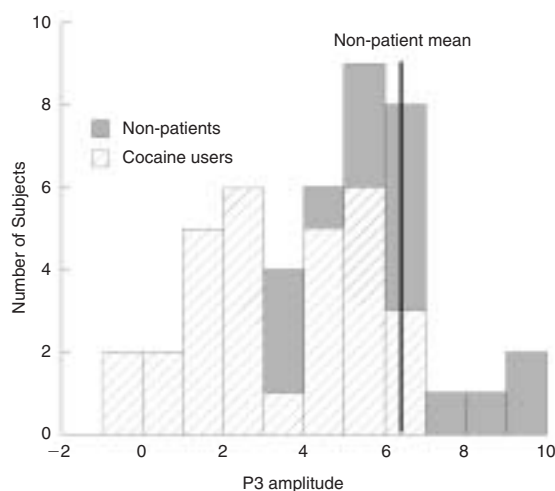 10
Non-patient mean
8
Non-patients
Cocaine users
6
Number of Subjects
4
2
0
−2 0 2 4 6 8 10
P3 amplitude